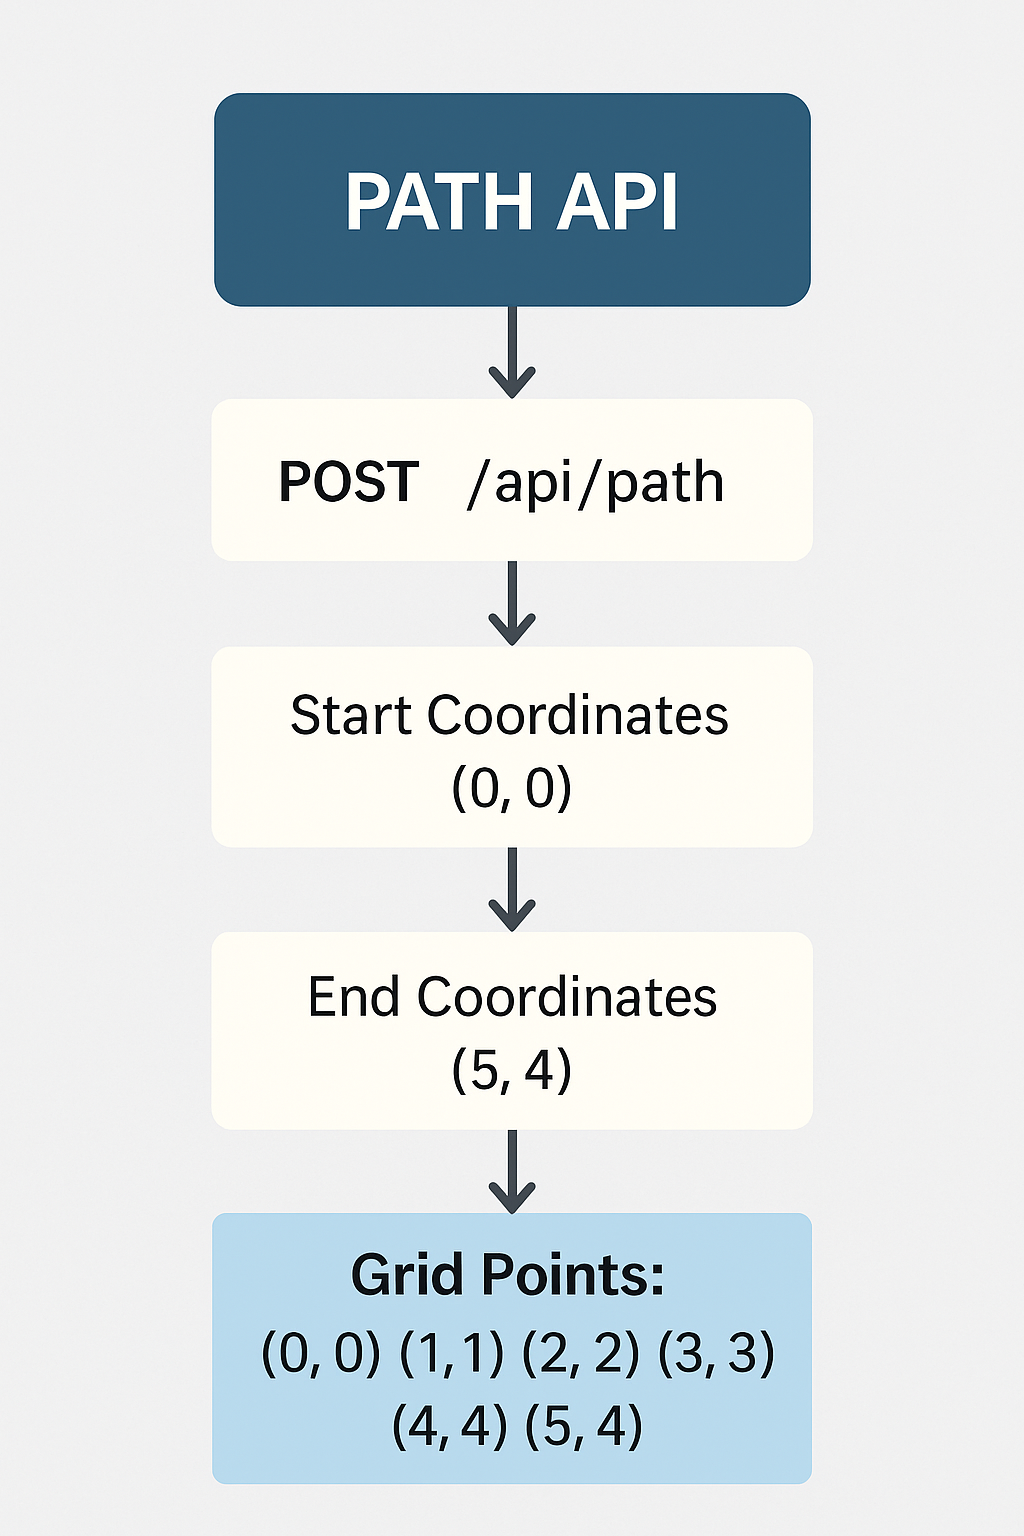 PATH API
POST /api/path
Start Coordinates
(0, 0)
End Coordinates
(5, 4)
Grid Points:
(0, 0) (1, 1) (2, 2) (3, 3)
(4, 4) (5, 4)